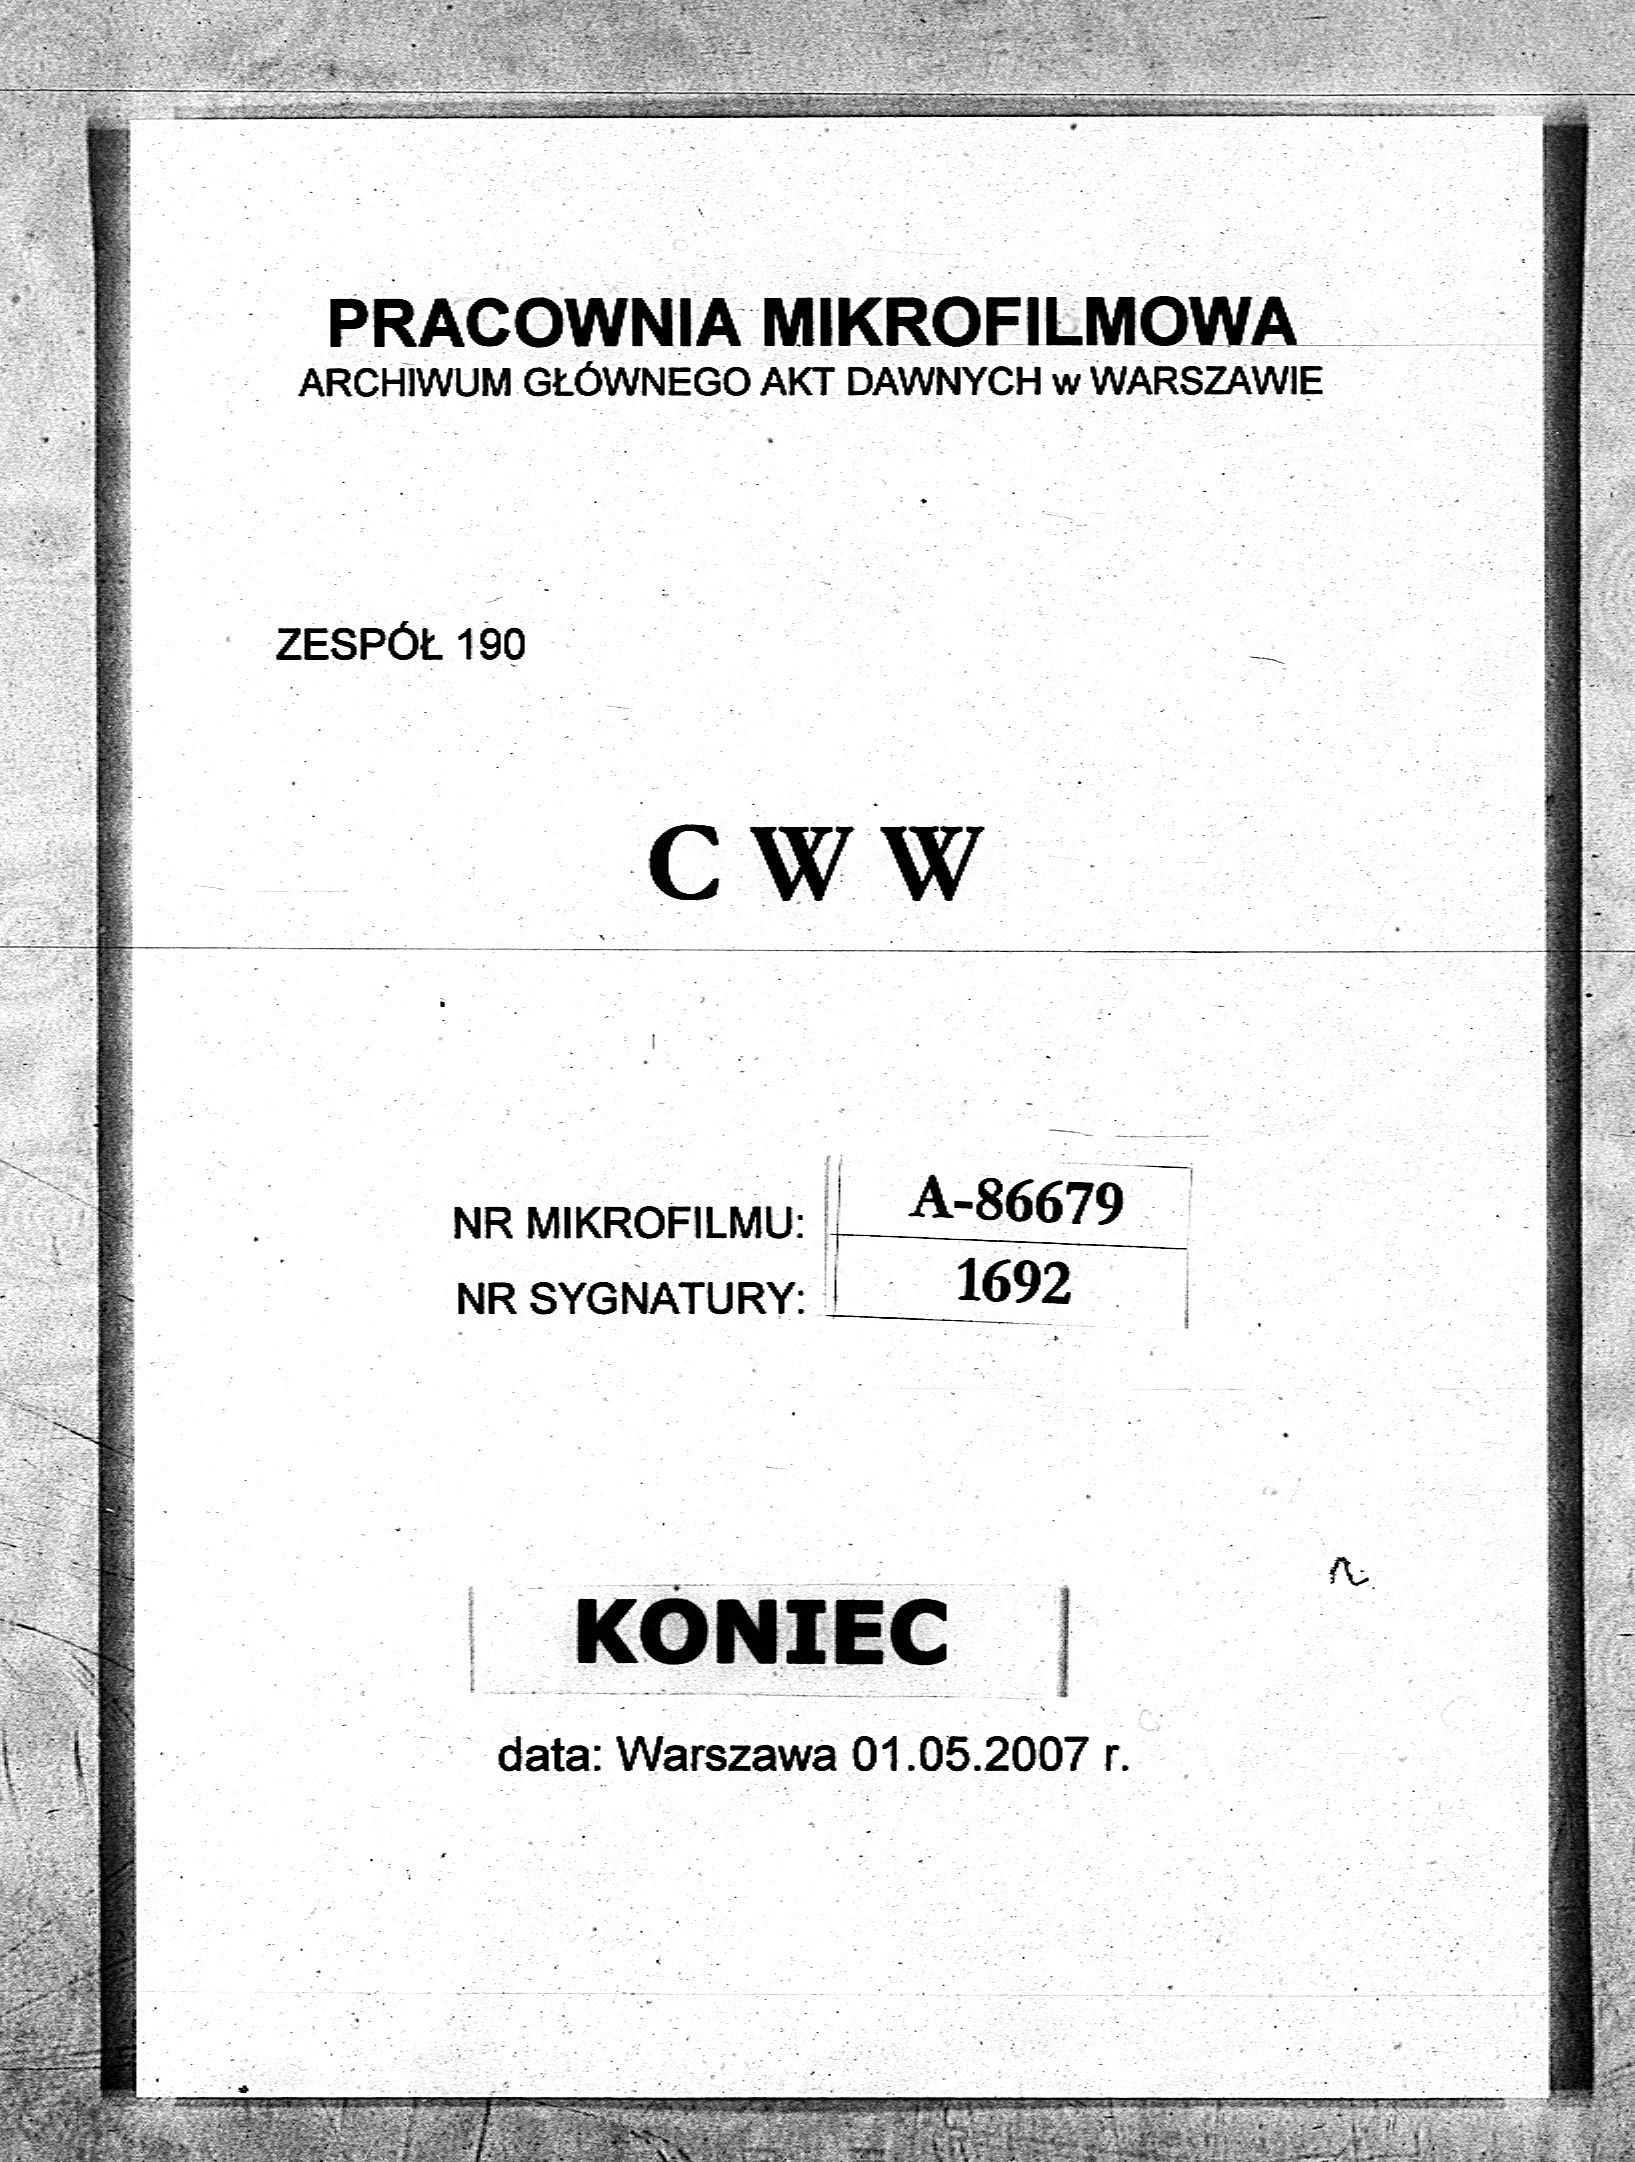 PRACOWNIA MIKROFILMOWA
ARCHIWUM GŁÓWNEGO AKT DAWNYCH w WARSZAWIE
ZESPÓŁ 190
C W W
NR MIKROFILMU: A-86679
NR SYGNATURY: 1692
KONIEC
data: Warszawa 01.05.2007 r.